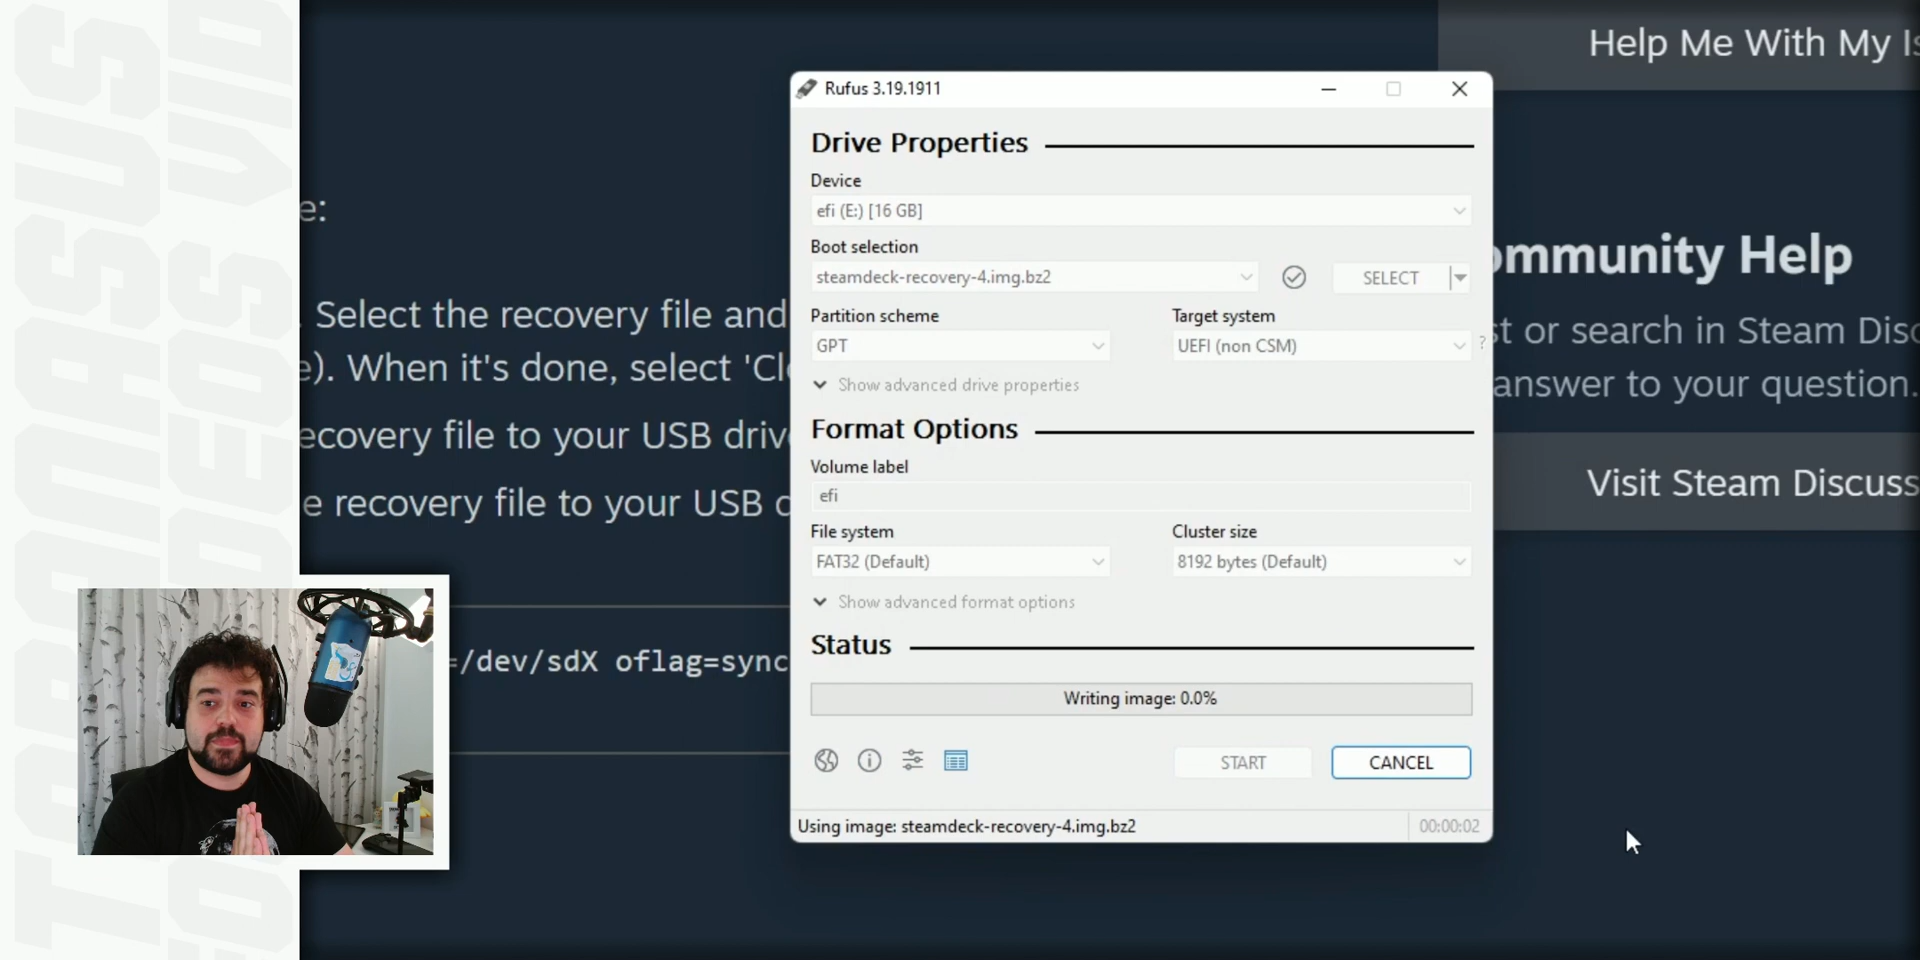 TOPONASUS
VIDEOS VID
Help Me With My Is
e:
. Select the recovery file and
e). When it's done, select 'Cl
ecovery file to your USB driv
e recovery file to your USB d
=/dev/sdX oflag=sync
ommunity Help
st or search in Steam Disc
answer to your question.
Visit Steam Discuss
Rufus 3.19.1911
Drive Properties
Device
efi (E:) [16 GB]
Boot selection
steamdeck-recovery-4.img.bz2
SELECT
Partition scheme
Target system
GPT
UEFI (non CSM)
?
Show advanced drive properties
Format Options
Volume label
efi
File system
Cluster size
FAT32 (Default)
8192 bytes (Default)
Show advanced format options
Status
Writing image: 0.0%
START
CANCEL
Using image: steamdeck-recovery-4.img.bz2
00:00:02